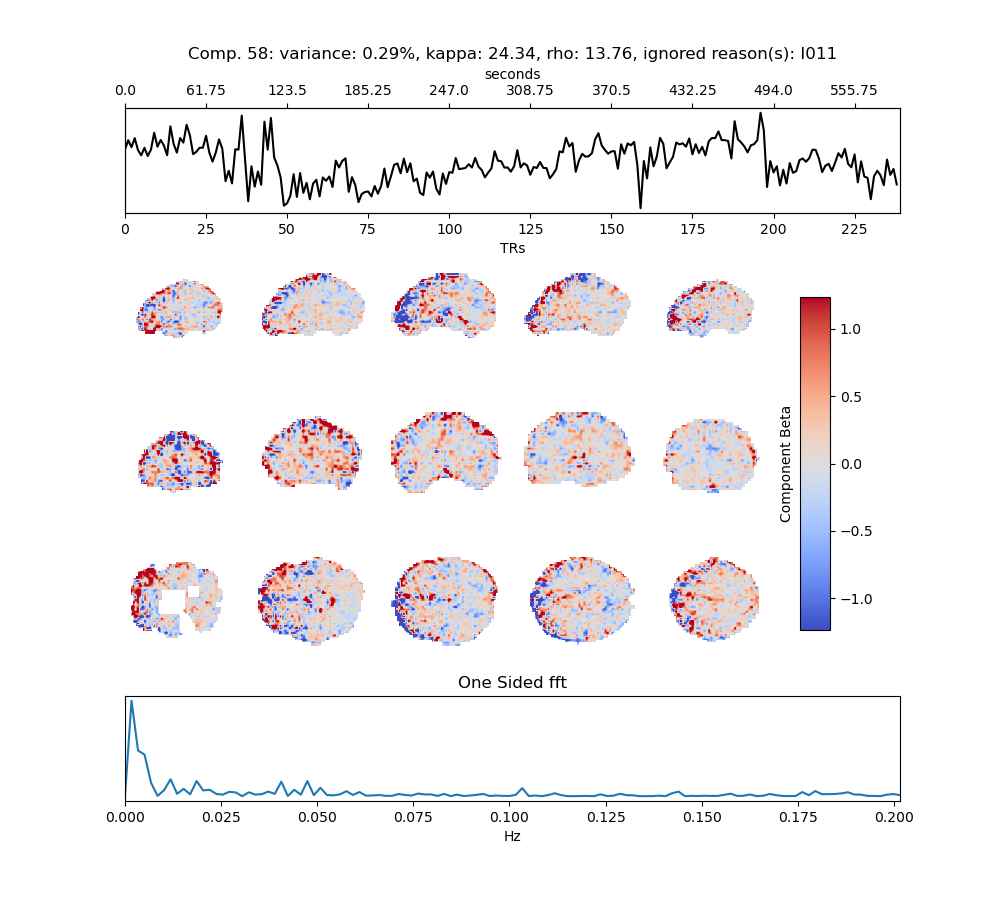 Comp. 58: variance: 0.29%, kappa: 24.34, rho: 13.76, ignored reason(s): I011
seconds
0.0 61.75 123.5 185.25 247.0 308.75 370.5 432.25 494.0 555.75
0 25 50 75 100 125 150 175 200 225
TRs
1.0
0.5
0.0
−0.5
−1.0
Component Beta
One Sided fft
0.000 0.025 0.050 0.075 0.100 0.125 0.150 0.175 0.200
Hz